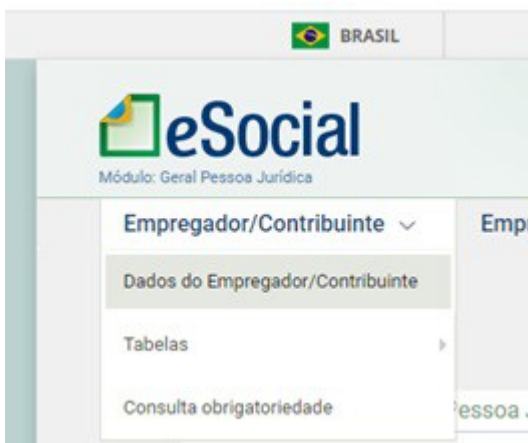 BRASIL
eSocial
Módulo: Geral Pessoa Jurídica
Empregador/Contribuinte
Dados do Empregador/Contribuinte
Tabelas
Consulta obrigatoriedade